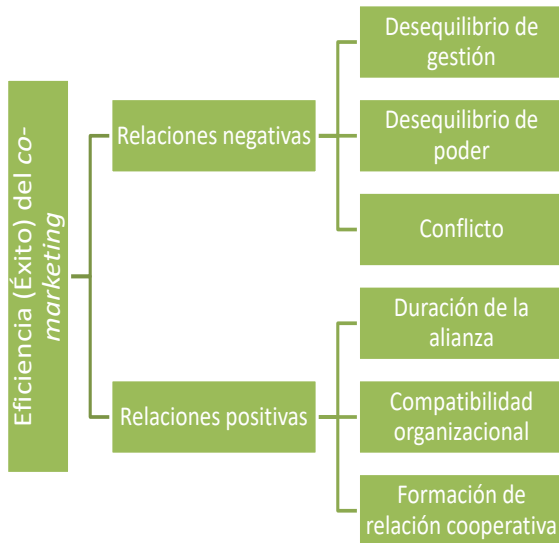 Eficiencia (Éxito) del co-
marketing
Relaciones negativas
Desequilibrio de
gestión
Desequilibrio de
poder
Conflicto
Relaciones positivas
Duración de la
alianza
Compatibilidad
organizacional
Formación de
relación cooperativa